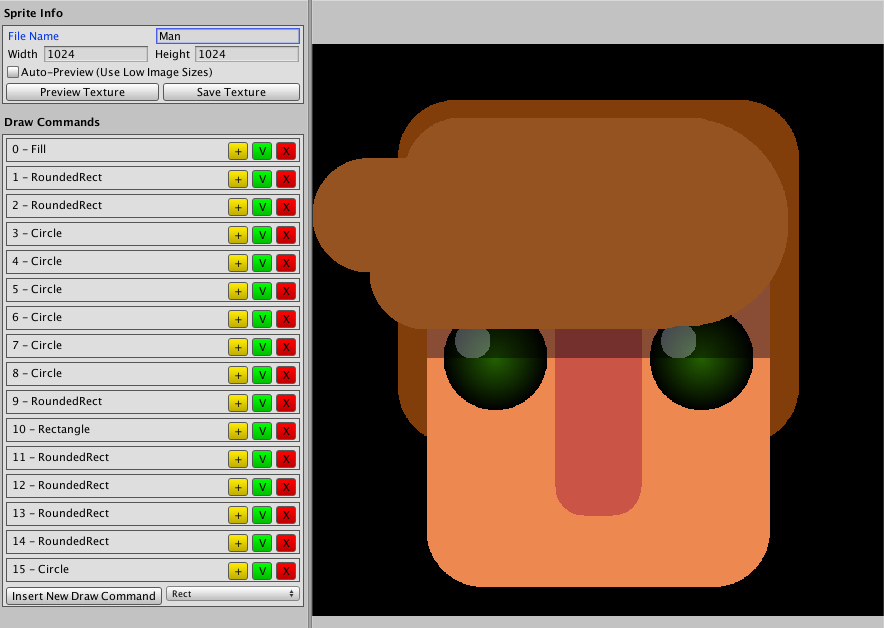 Sprite Info
File Name Man
Width 1024 Height 1024
Auto-Preview (Use Low Image Sizes)
Preview Texture Save Texture
Draw Commands
0 - Fill + V X
1 - RoundedRect + V X
2 - RoundedRect + V X
3 - Circle + V X
4 - Circle + V X
5 - Circle + V X
6 - Circle + V X
7 - Circle + V X
8 - Circle + V X
9 - RoundedRect + V X
10 - Rectangle + V X
11 - RoundedRect + V X
12 - RoundedRect + V X
13 - RoundedRect + V X
14 - RoundedRect + V X
15 - Circle + V X
Insert New Draw Command Rect